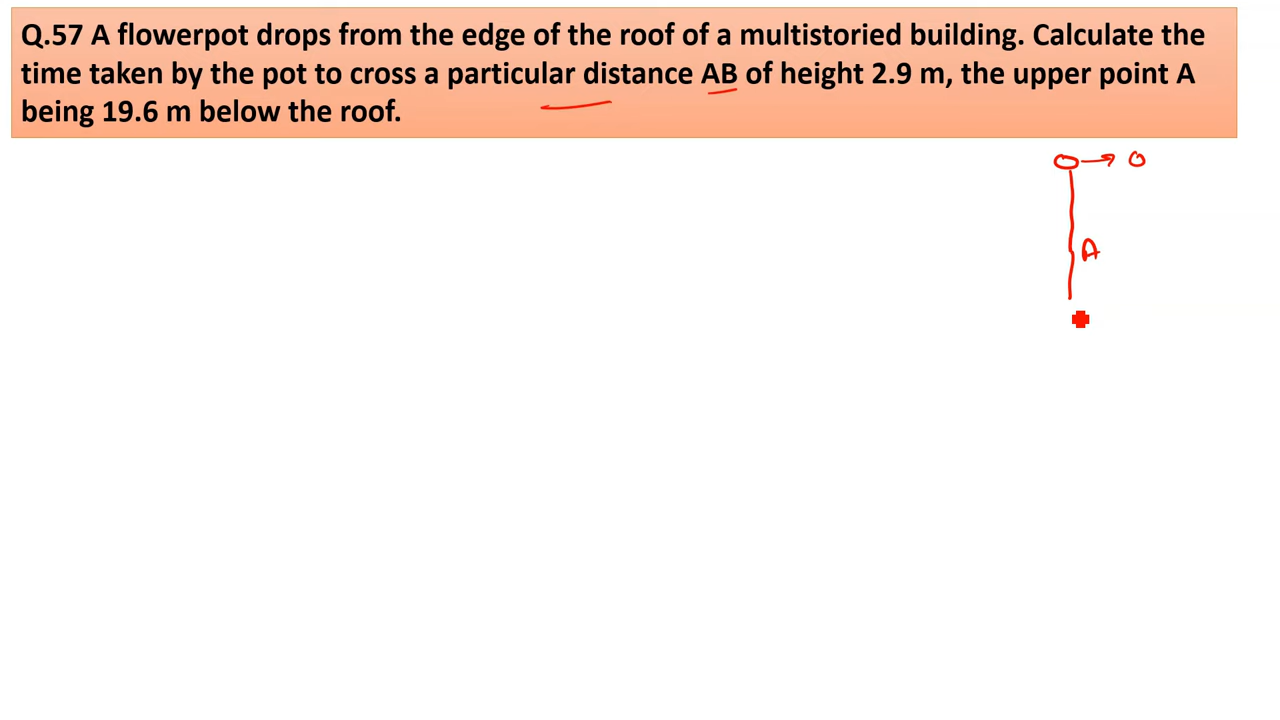 Q.57 A flowerpot drops from the edge of the roof of a multistoried building. Calculate the
time taken by the pot to cross a particular distance AB of height 2.9 m, the upper point A
being 19.6 m below the roof.
O → O
A